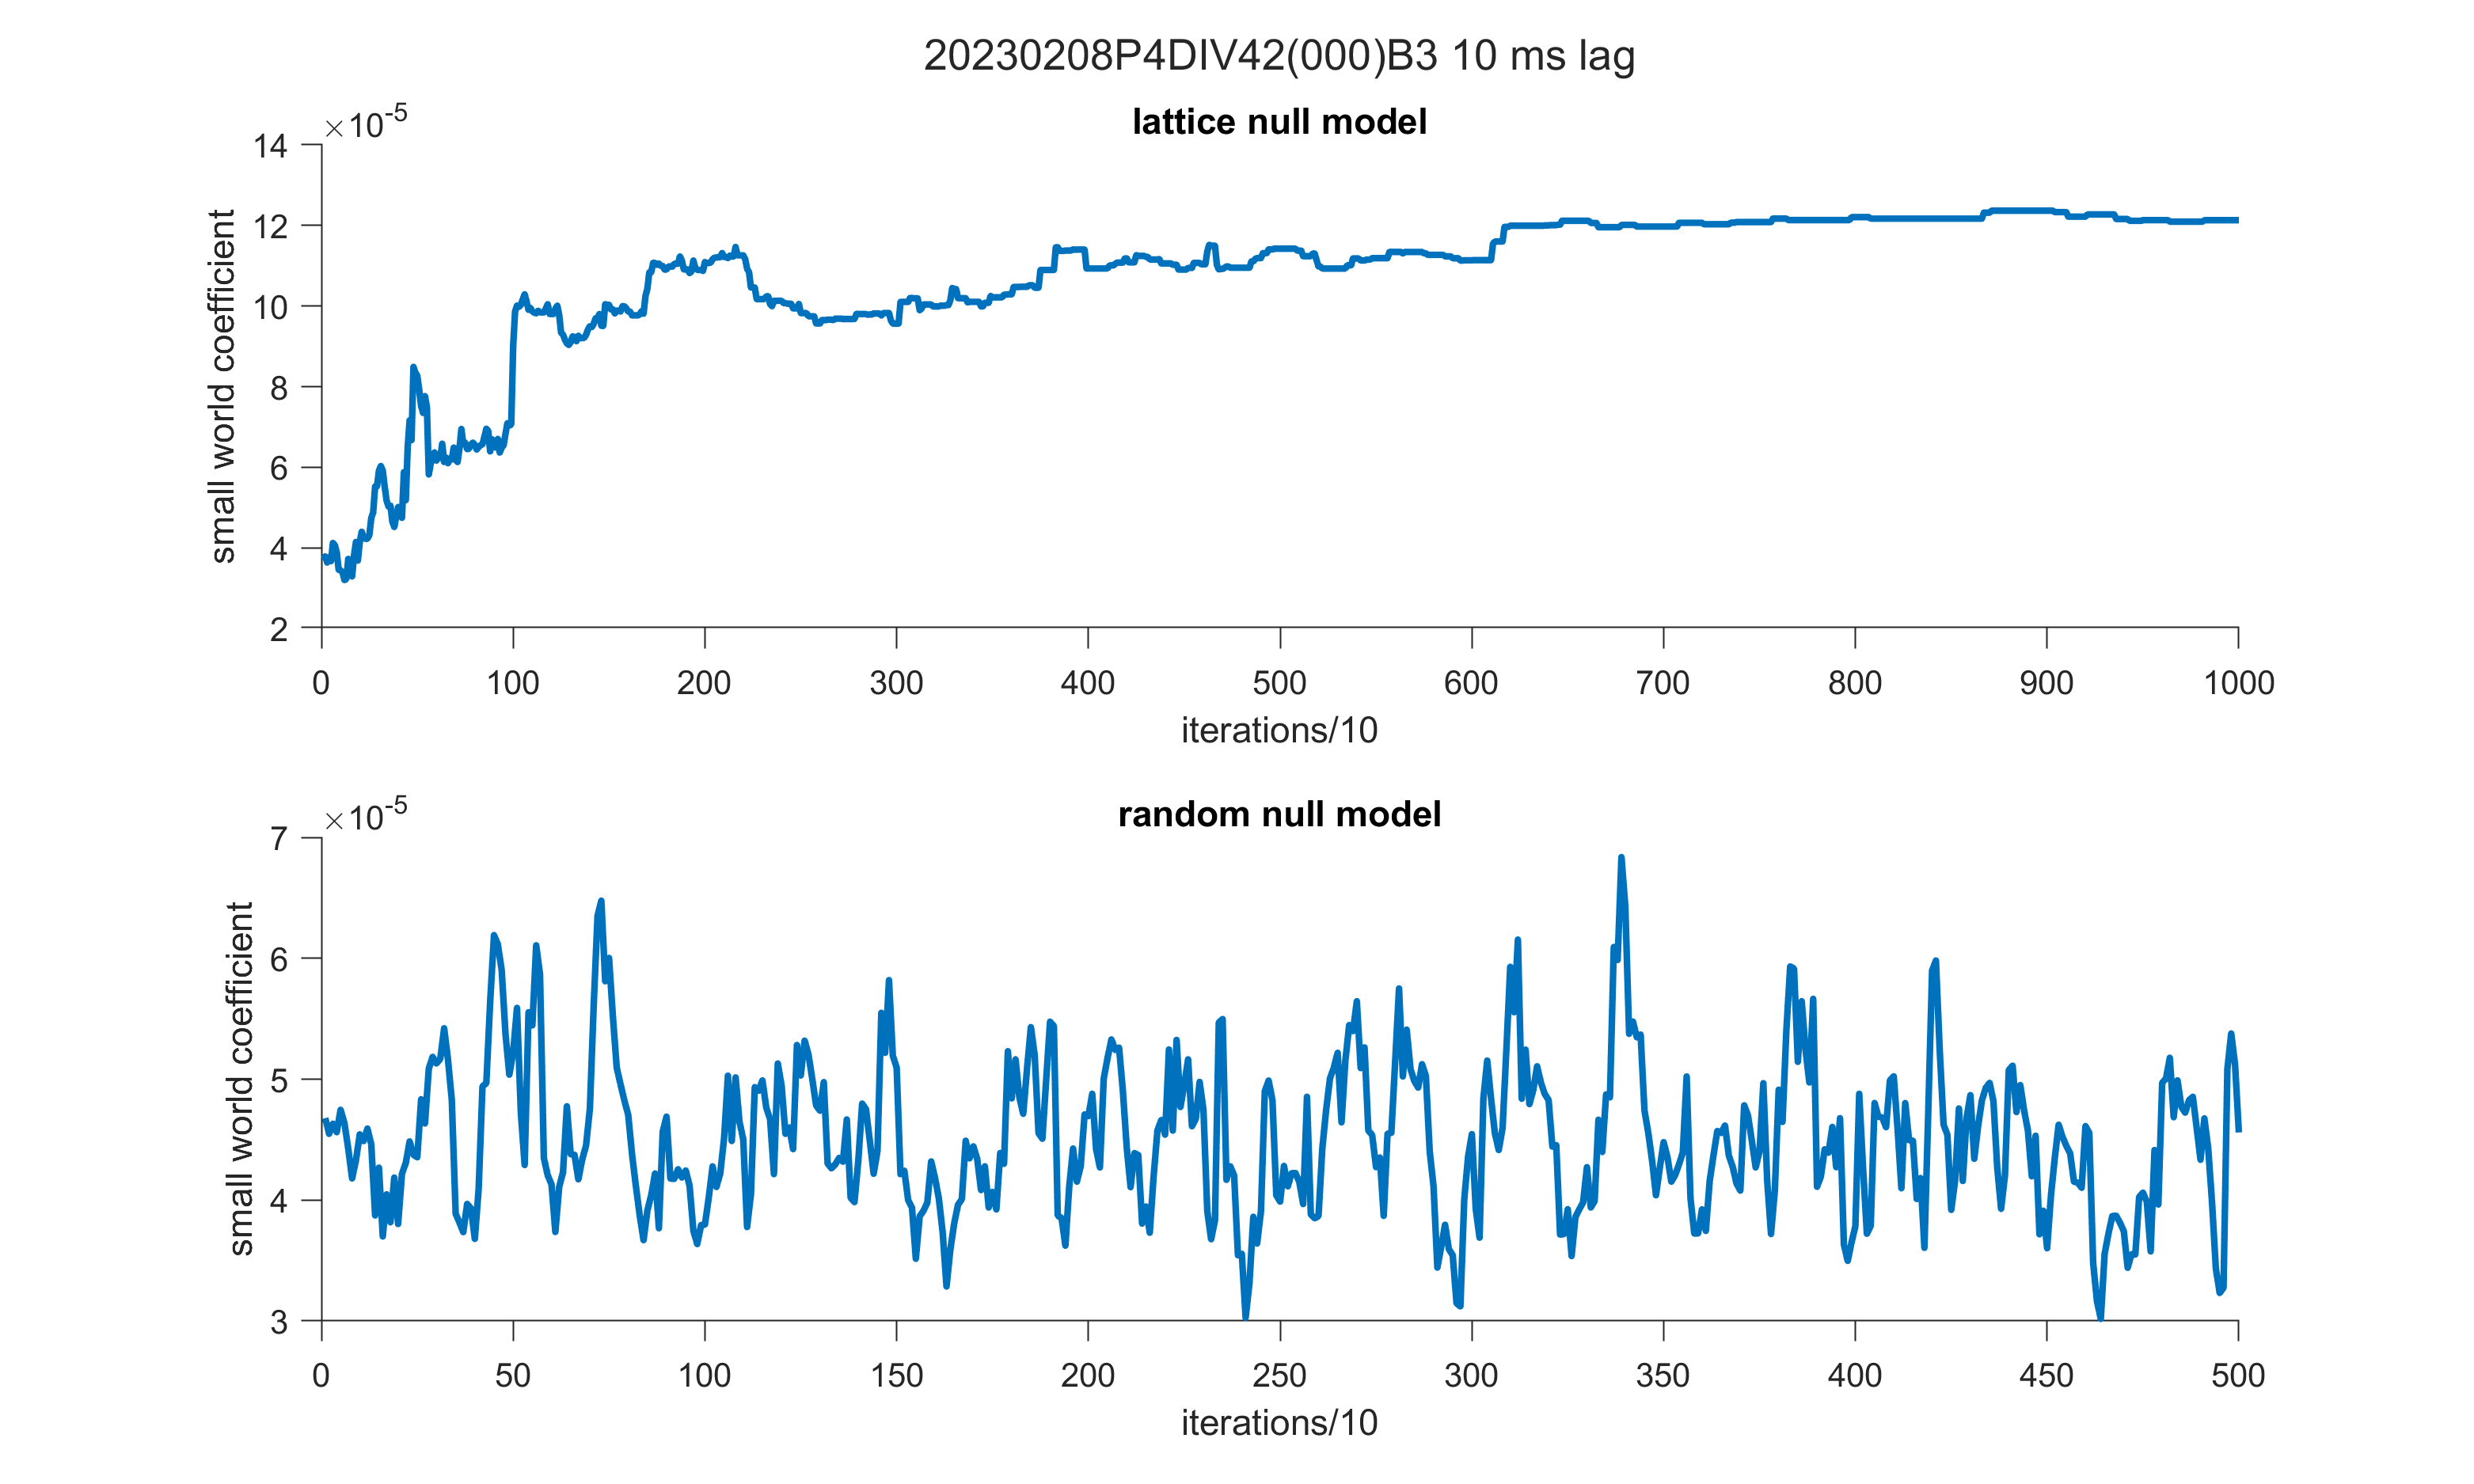 20230208P4DIV42(000)B3 10 ms lag
lattice null model
×10⁻⁵
14
12
10
8
6
4
2
small world coefficient
0 100 200 300 400 500 600 700 800 900 1000
iterations/10
random null model
×10⁻⁵
7
6
5
4
3
small world coefficient
0 50 100 150 200 250 300 350 400 450 500
iterations/10